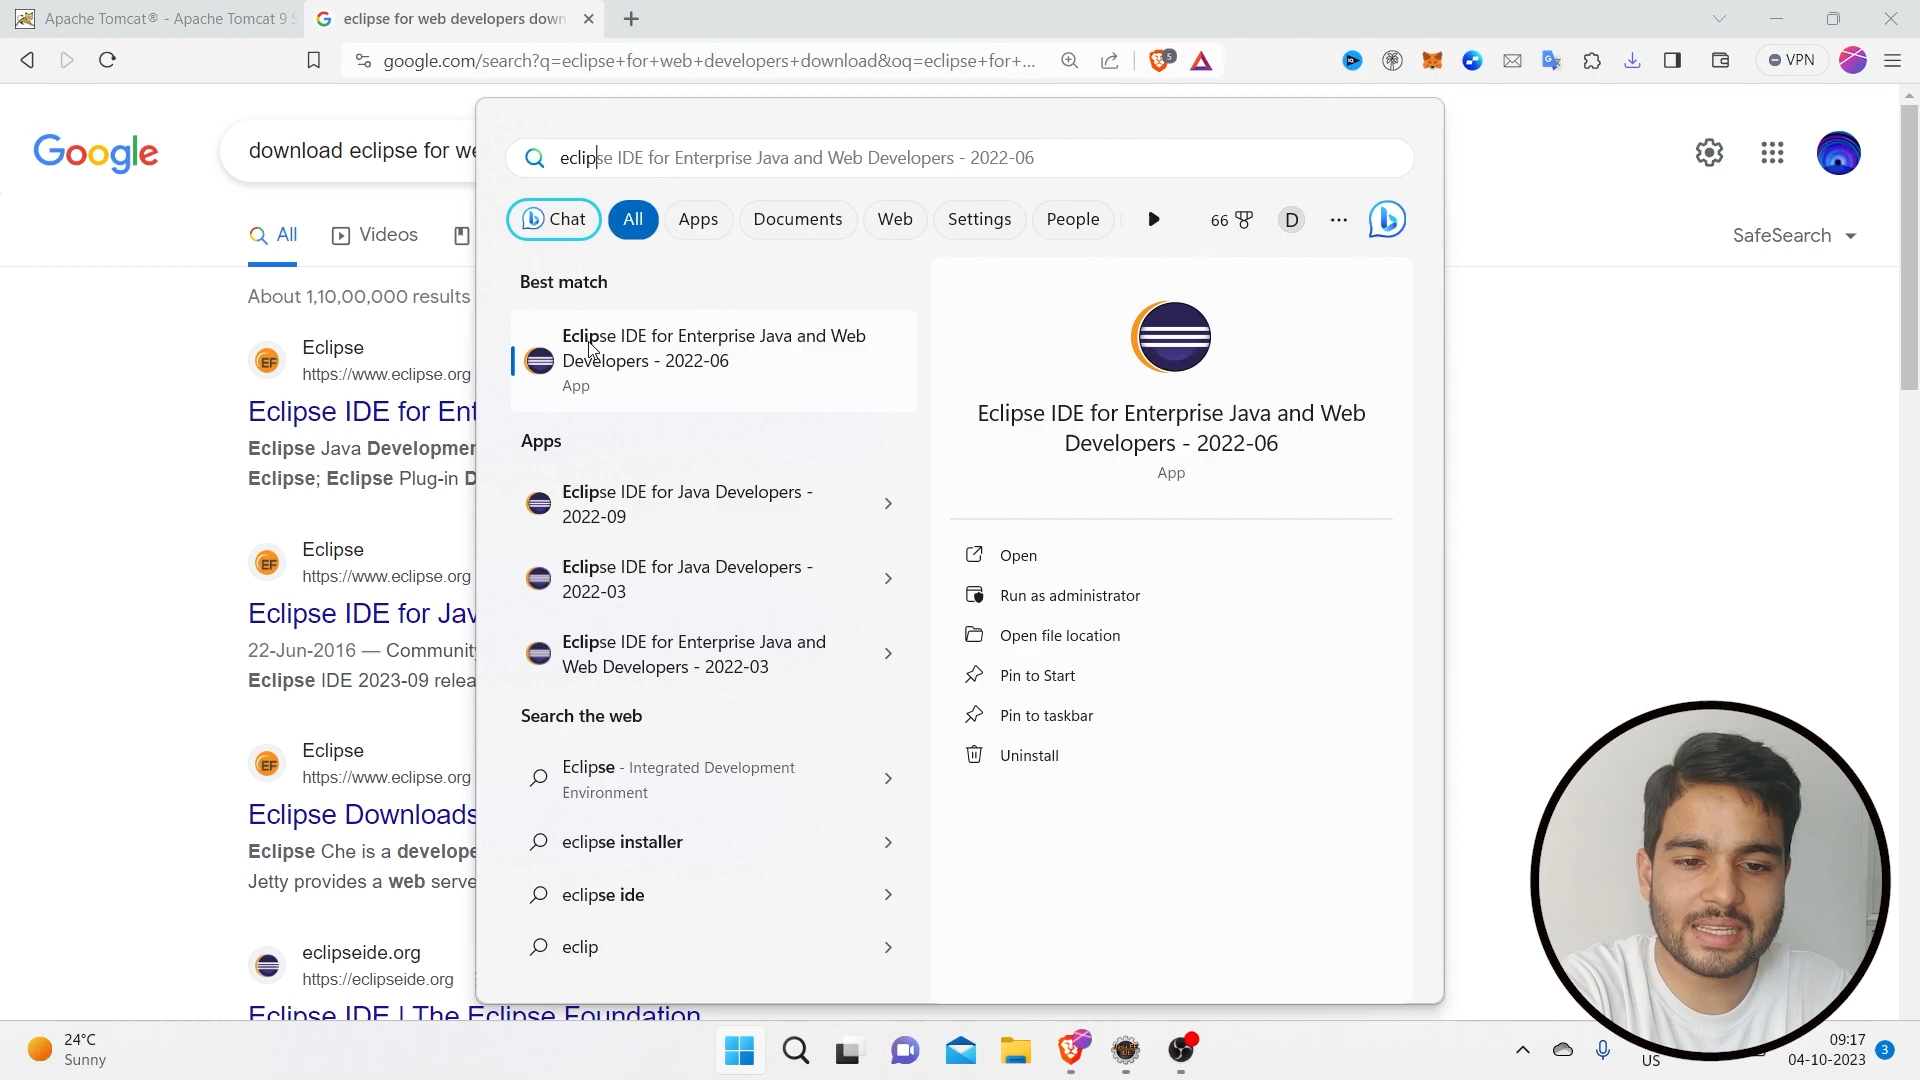 Apache Tomcat® - Apache Tomcat 9 S
eclipse for web developers down
google.com/search?q=eclipse+for+web+developers+download&oq=eclipse+for+...
5
VPN
Google
download eclipse for we
All
Videos
SafeSearch
About 1,10,00,000 results
Eclipse
https://www.eclipse.org
Eclipse IDE for Ent
Eclipse Java Developmen
Eclipse; Eclipse Plug-in D
Eclipse
https://www.eclipse.org
Eclipse IDE for Jav
22-Jun-2016 — Community
Eclipse IDE 2023-09 relea
Eclipse
https://www.eclipse.org
Eclipse Downloads
Eclipse Che is a develope
Jetty provides a web serve
eclipseide.org
https://eclipseide.org
Eclipse IDE | The Eclipse Foundation
eclipse IDE for Enterprise Java and Web Developers - 2022-06
Chat
All
Apps
Documents
Web
Settings
People
66
D
Best match
Eclipse IDE for Enterprise Java and Web
Developers - 2022-06
App
Apps
Eclipse IDE for Java Developers -
2022-09
Eclipse IDE for Java Developers -
2022-03
Eclipse IDE for Enterprise Java and
Web Developers - 2022-03
Search the web
Eclipse - Integrated Development
Environment
eclipse installer
eclipse ide
eclip
Eclipse IDE for Enterprise Java and Web
Developers - 2022-06
App
Open
Run as administrator
Open file location
Pin to Start
Pin to taskbar
Uninstall
24°C
Sunny
US
09:17
04-10-2023
3